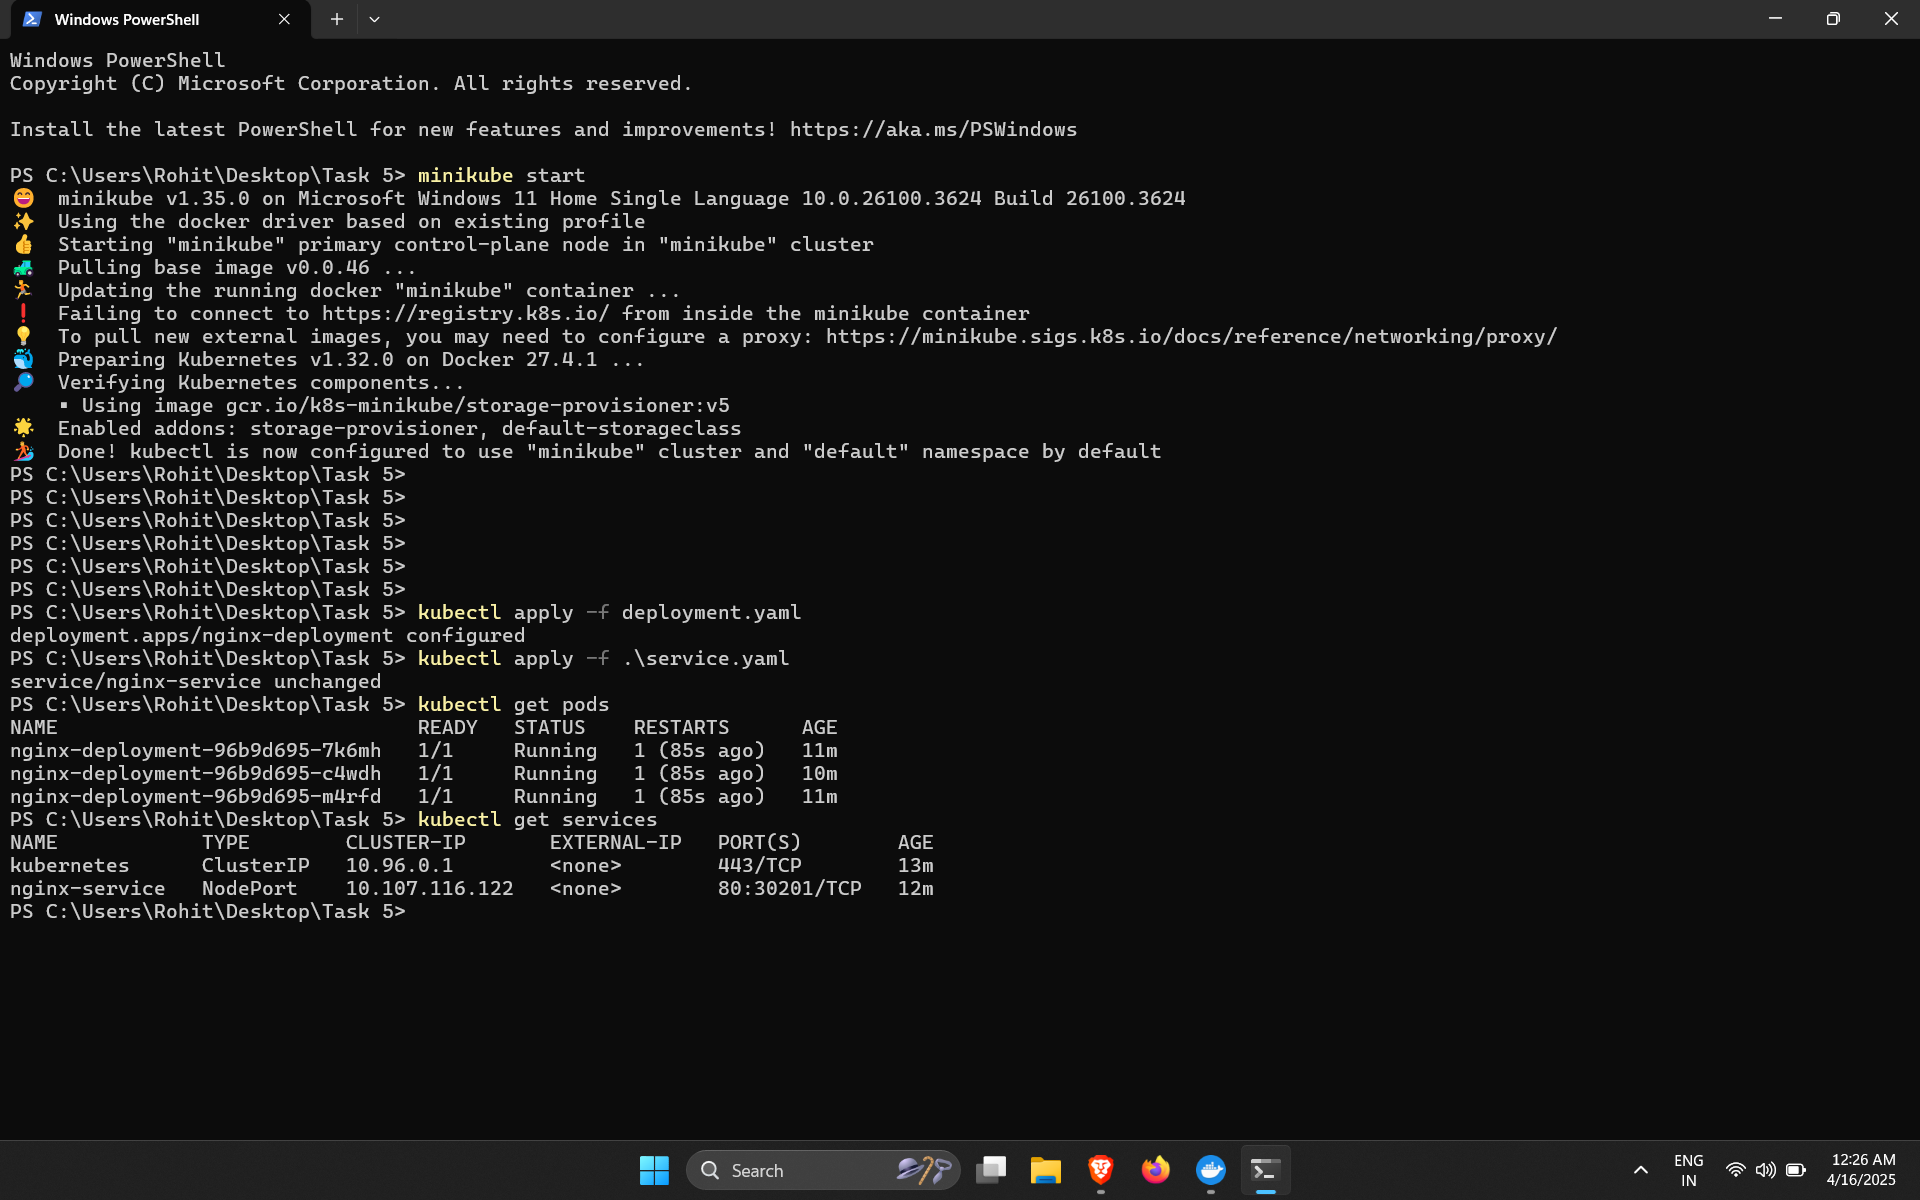 Windows PowerShell
Windows PowerShell
Copyright (C) Microsoft Corporation. All rights reserved.
Install the latest PowerShell for new features and improvements! https://aka.ms/PSWindows
PS C:\Users\Rohit\Desktop\Task 5> minikube start
minikube v1.35.0 on Microsoft Windows 11 Home Single Language 10.0.26100.3624 Build 26100.3624
Using the docker driver based on existing profile
Starting "minikube" primary control-plane node in "minikube" cluster
Pulling base image v0.0.46 ...
Updating the running docker "minikube" container ...
Failing to connect to https://registry.k8s.io/ from inside the minikube container
To pull new external images, you may need to configure a proxy: https://minikube.sigs.k8s.io/docs/reference/networking/proxy/
Preparing Kubernetes v1.32.0 on Docker 27.4.1 ...
Verifying Kubernetes components...
▪ Using image gcr.io/k8s-minikube/storage-provisioner:v5
Enabled addons: storage-provisioner, default-storageclass
Done! kubectl is now configured to use "minikube" cluster and "default" namespace by default
PS C:\Users\Rohit\Desktop\Task 5>
PS C:\Users\Rohit\Desktop\Task 5>
PS C:\Users\Rohit\Desktop\Task 5>
PS C:\Users\Rohit\Desktop\Task 5>
PS C:\Users\Rohit\Desktop\Task 5>
PS C:\Users\Rohit\Desktop\Task 5>
PS C:\Users\Rohit\Desktop\Task 5> kubectl apply -f deployment.yaml
deployment.apps/nginx-deployment configured
PS C:\Users\Rohit\Desktop\Task 5> kubectl apply -f .\service.yaml
service/nginx-service unchanged
PS C:\Users\Rohit\Desktop\Task 5> kubectl get pods
NAME READY STATUS RESTARTS AGE
nginx-deployment-96b9d695-7k6mh 1/1 Running 1 (85s ago) 11m
nginx-deployment-96b9d695-c4wdh 1/1 Running 1 (85s ago) 10m
nginx-deployment-96b9d695-m4rfd 1/1 Running 1 (85s ago) 11m
PS C:\Users\Rohit\Desktop\Task 5> kubectl get services
NAME TYPE CLUSTER-IP EXTERNAL-IP PORT(S) AGE
kubernetes ClusterIP 10.96.0.1 <none> 443/TCP 13m
nginx-service NodePort 10.107.116.122 <none> 80:30201/TCP 12m
PS C:\Users\Rohit\Desktop\Task 5>
Search
ENG
IN
12:26 AM
4/16/2025